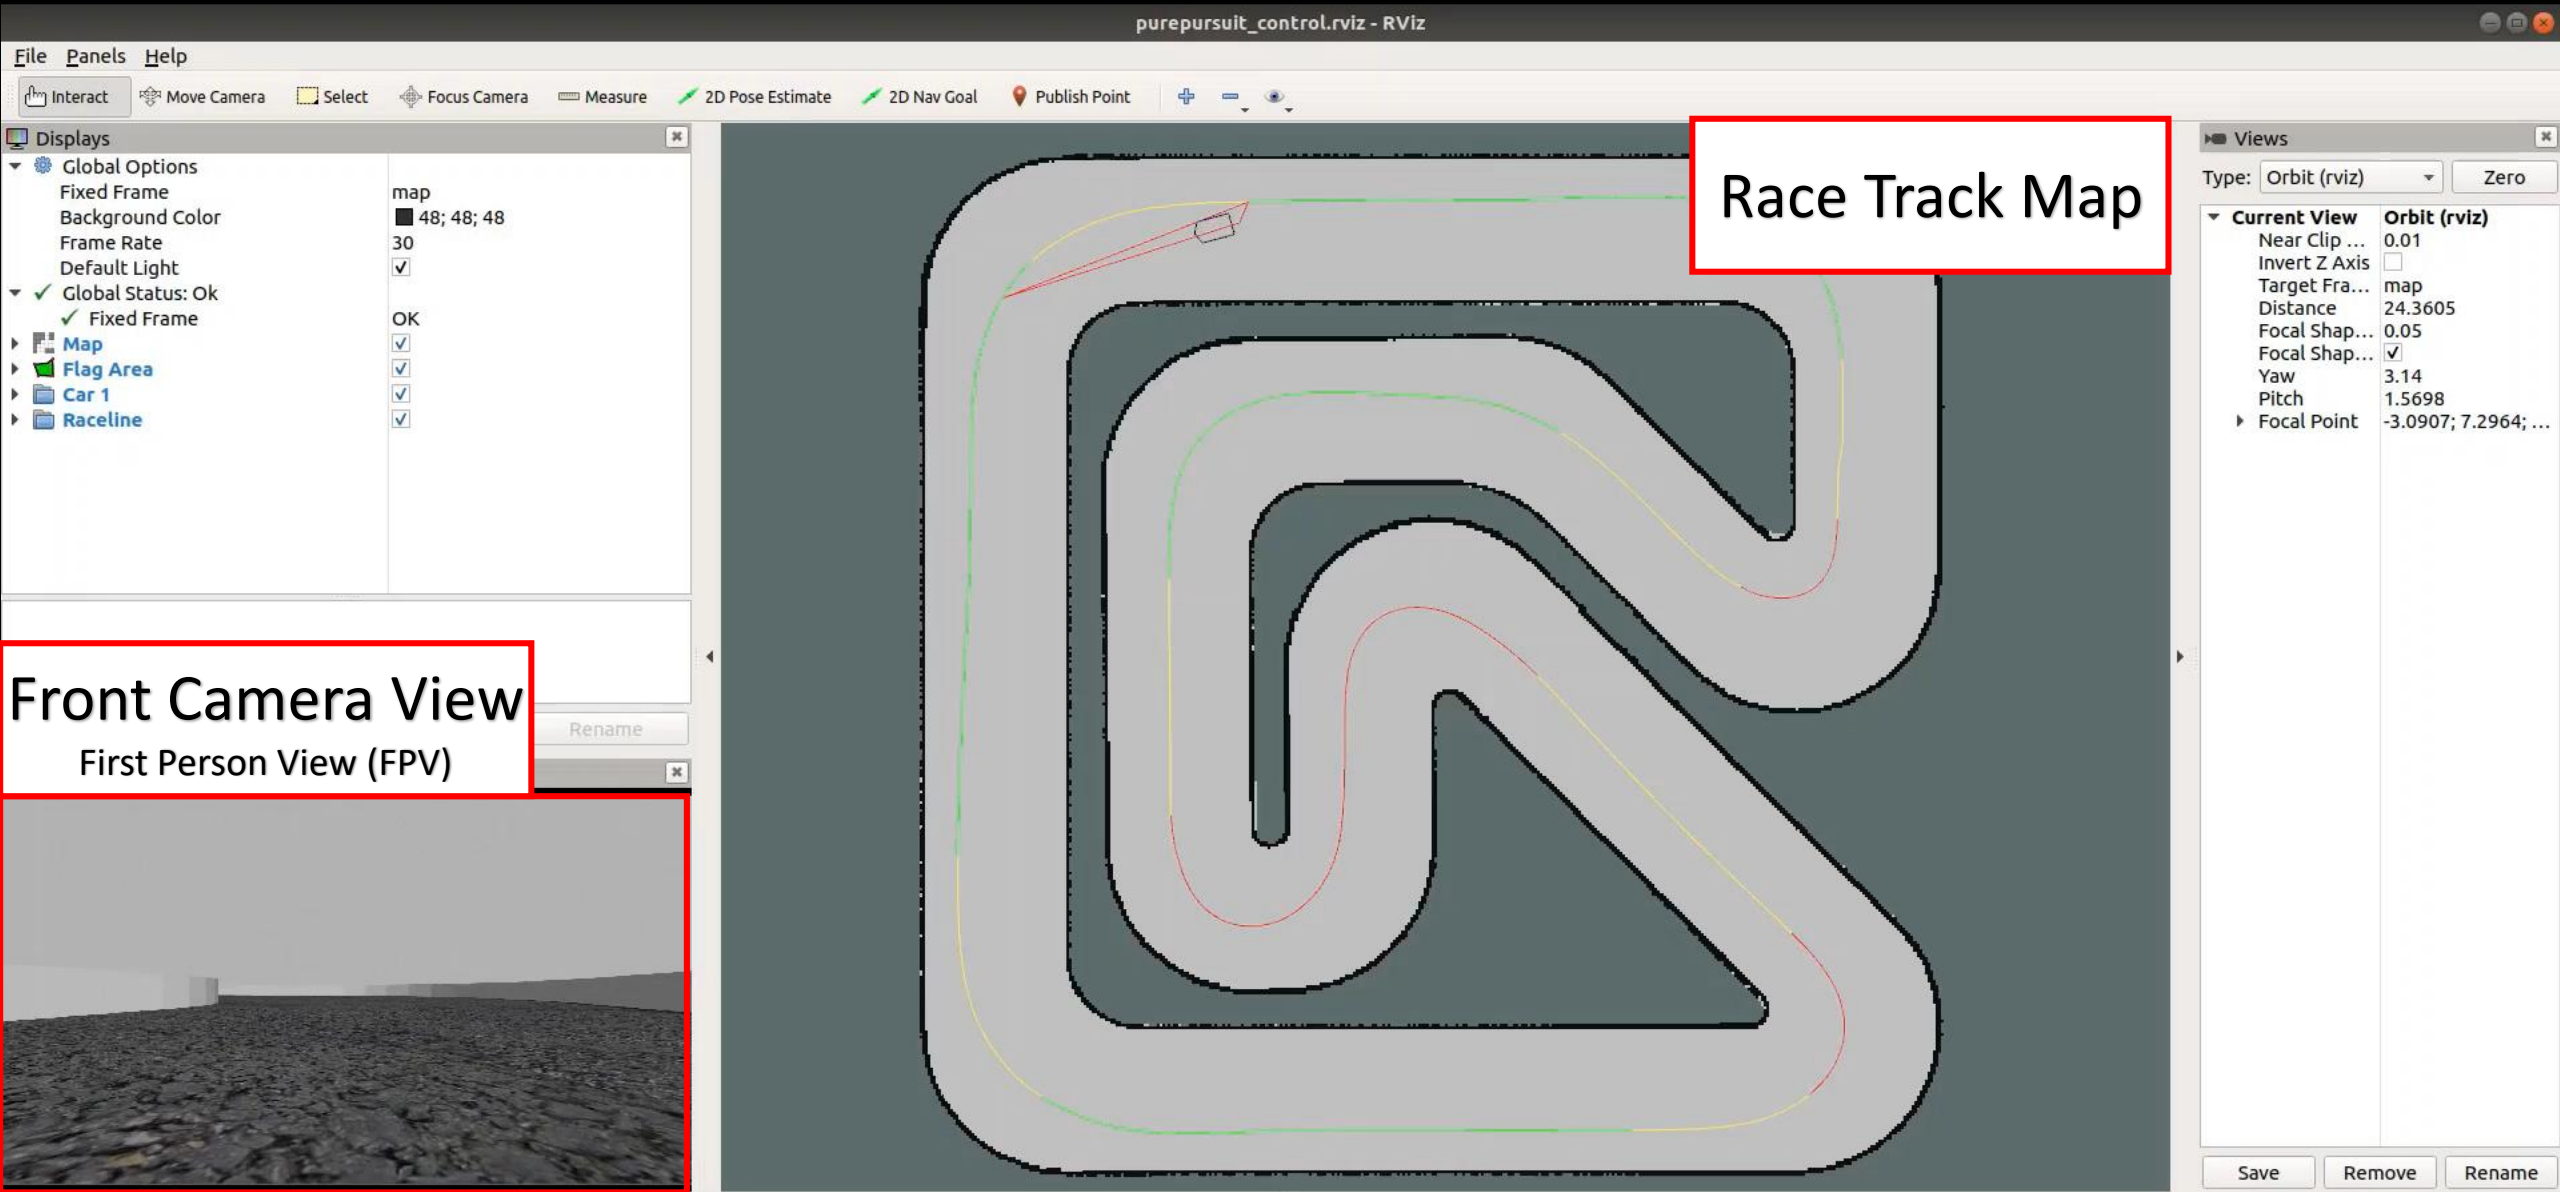 purepursuit_control.rviz - RViz
File Panels Help
Interact Move Camera Select Focus Camera Measure 2D Pose Estimate 2D Nav Goal Publish Point
Displays
Global Options
Fixed Frame map
Background Color 48; 48; 48
Frame Rate 30
Default Light
Global Status: Ok
Fixed Frame OK
Map
Flag Area
Car 1
Raceline
Rename
Front Camera View
First Person View (FPV)
Race Track Map
Views
Type: Orbit (rviz) Zero
Current View Orbit (rviz)
Near Clip ... 0.01
Invert Z Axis
Target Fra... map
Distance 24.3605
Focal Shap... 0.05
Focal Shap...
Yaw 3.14
Pitch 1.5698
Focal Point -3.0907; 7.2964; ...
Save Remove Rename